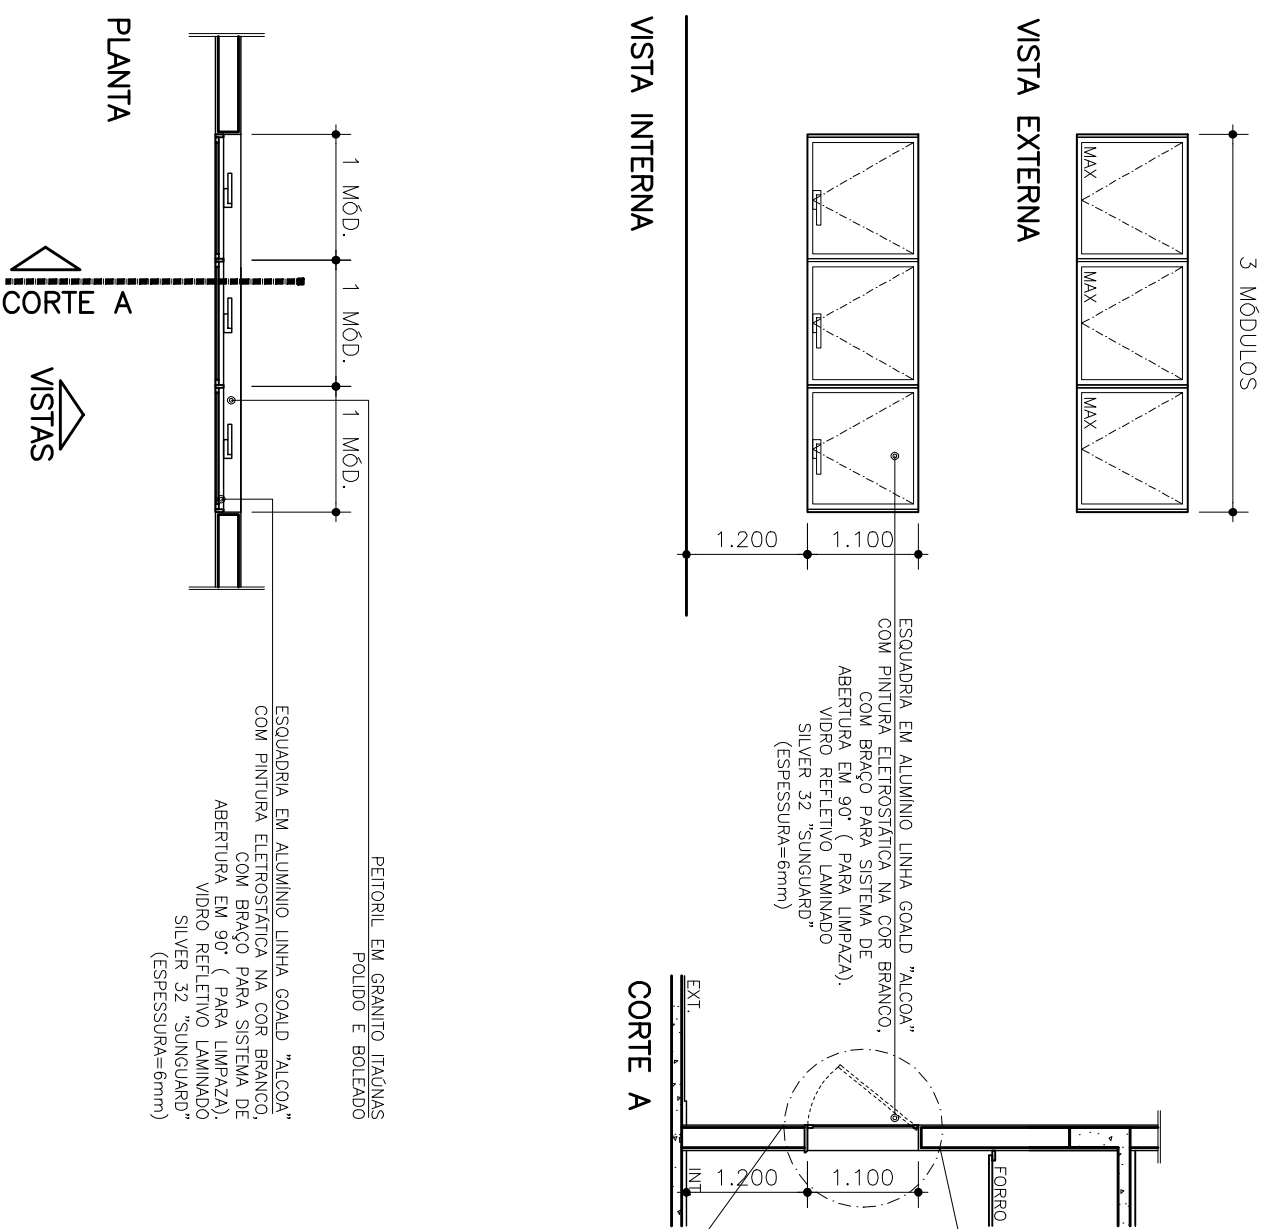 3 MÓDULOS
MAX
MAX
MAX
VISTA EXTERNA
1.200
1.100
VISTA INTERNA
ESQUADRIA EM ALUMÍNIO LINHA GOALD "ALCOA"
COM PINTURA ELETROSTÁTICA NA COR BRANCO,
COM BRAÇO PARA SISTEMA DE
ABERTURA EM 90° ( PARA LIMPAZA).
VIDRO REFLETIVO LAMINADO
SILVER 32 "SUNGUARD"
(ESPESSURA=6mm)
FORRO
EXT.
INT
1.200
1.100
CORTE A
1 MÓD.
1 MÓD.
1 MÓD.
PLANTA
CORTE A
VISTAS
PEITORIL EM GRANITO ITAÚNAS
POLIDO E BOLEADO
ESQUADRIA EM ALUMÍNIO LINHA GOALD "ALCOA"
COM PINTURA ELETROSTÁTICA NA COR BRANCO,
COM BRAÇO PARA SISTEMA DE
ABERTURA EM 90° ( PARA LIMPAZA).
VIDRO REFLETIVO LAMINADO
SILVER 32 "SUNGUARD"
(ESPESSURA=6mm)